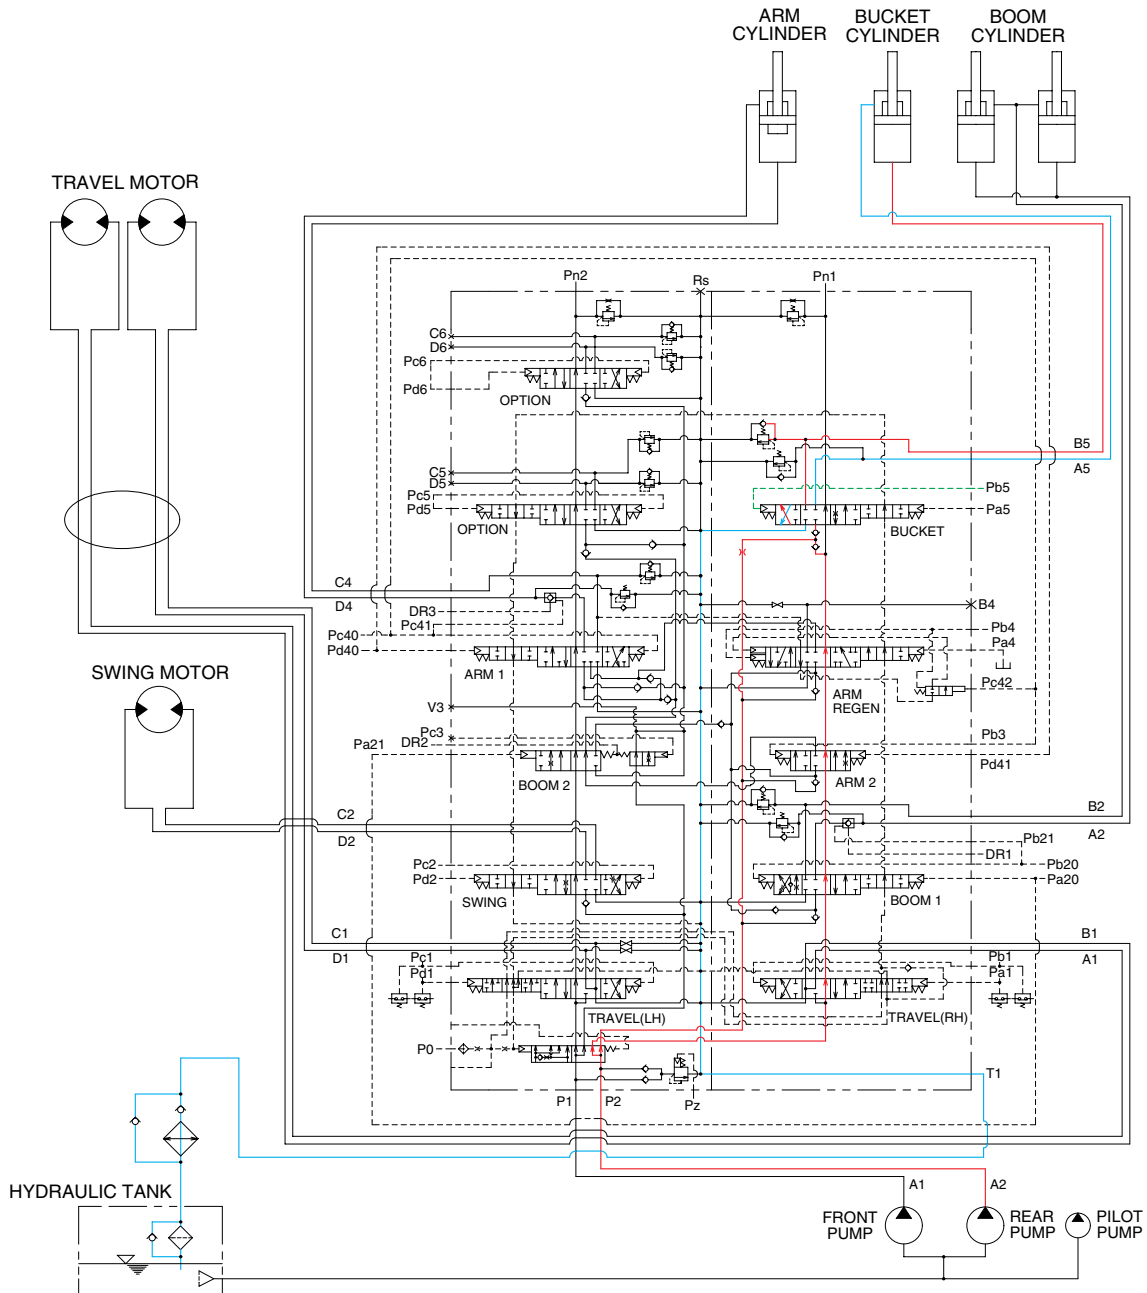 ARM
CYLINDER
BUCKET
CYLINDER
BOOM
CYLINDER
TRAVEL MOTOR
Pn2
Rs
Pn1
C6
D6
Pc6
Pd6
OPTION
B5
A5
C5
D5
Pc5
Pd5
OPTION
Pb5
Pa5
BUCKET
C4
D4
DR3
Pc41
Pc40
Pd40
B4
Pb4
Pa4
SWING MOTOR
ARM 1
ARM
REGEN
Pc42
V3
Pc3
DR2
Pa21
Pb3
BOOM 2
ARM 2
Pd41
C2
D2
B2
A2
Pb21
DR1
Pc2
Pd2
Pb20
Pa20
SWING
BOOM 1
C1
D1
B1
A1
Pc1
Pd1
Pb1
Pa1
TRAVEL(LH)
TRAVEL(RH)
P0
T1
P1
P2
Pz
HYDRAULIC TANK
A1
A2
FRONT
PUMP
REAR
PUMP
PILOT
PUMP